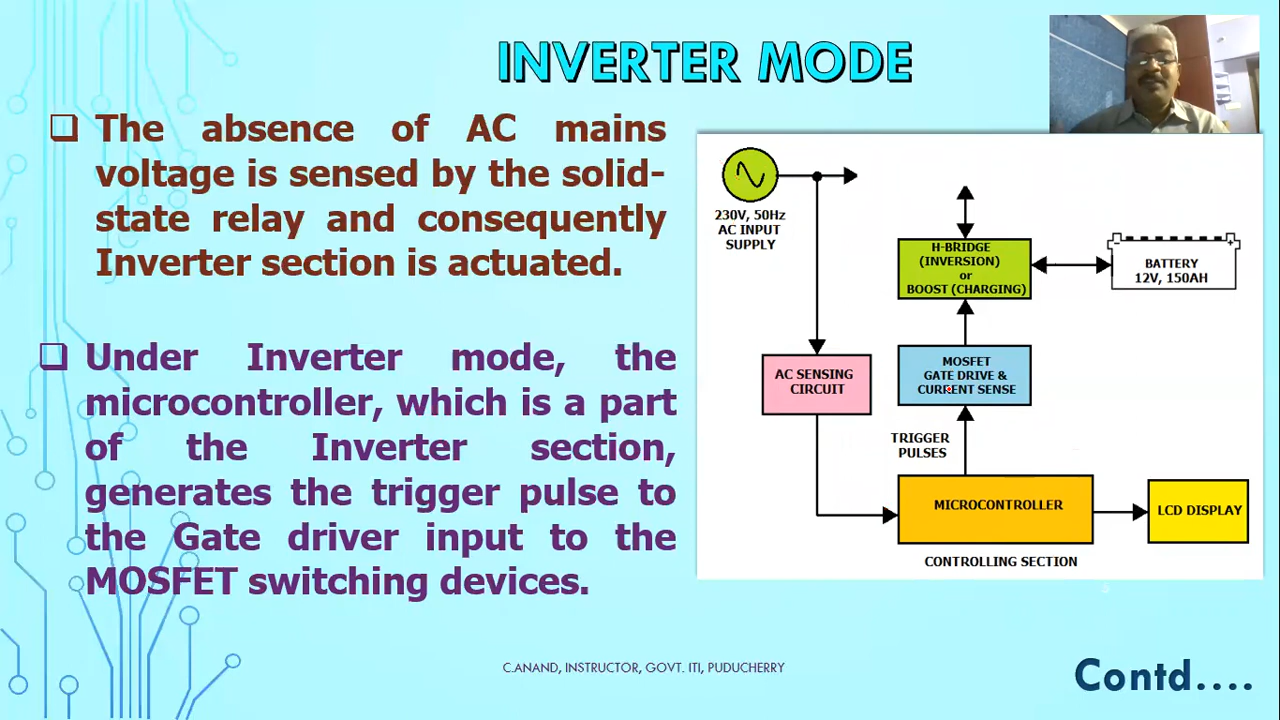 INVERTER MODE
❑ The absence of AC mains
voltage is sensed by the solid-
state relay and consequently
Inverter section is actuated.
❑ Under Inverter mode, the
microcontroller, which is a part
of the Inverter section,
generates the trigger pulse to
the Gate driver input to the
MOSFET switching devices.
230V, 50Hz
AC INPUT
SUPPLY
H-BRIDGE
(INVERSION)
or
BOOST (CHARGING)
- +
BATTERY
12V, 150AH
AC SENSING
CIRCUIT
MOSFET
GATE DRIVE &
CURRENT SENSE
TRIGGER
PULSES
MICROCONTROLLER
LCD DISPLAY
CONTROLLING SECTION
C.ANAND, INSTRUCTOR, GOVT. ITI, PUDUCHERRY
Contd....